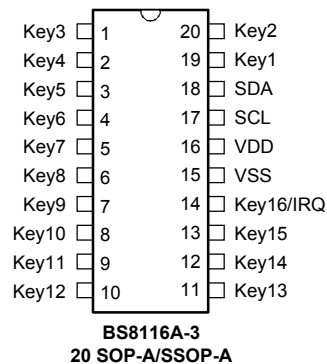 Key3 1 20 Key2
Key4 2 19 Key1
Key5 3 18 SDA
Key6 4 17 SCL
Key7 5 16 VDD
Key8 6 15 VSS
Key9 7 14 Key16/IRQ
Key10 8 13 Key15
Key11 9 12 Key14
Key12 10 11 Key13
BS8116A-3
20 SOP-A/SSOP-A